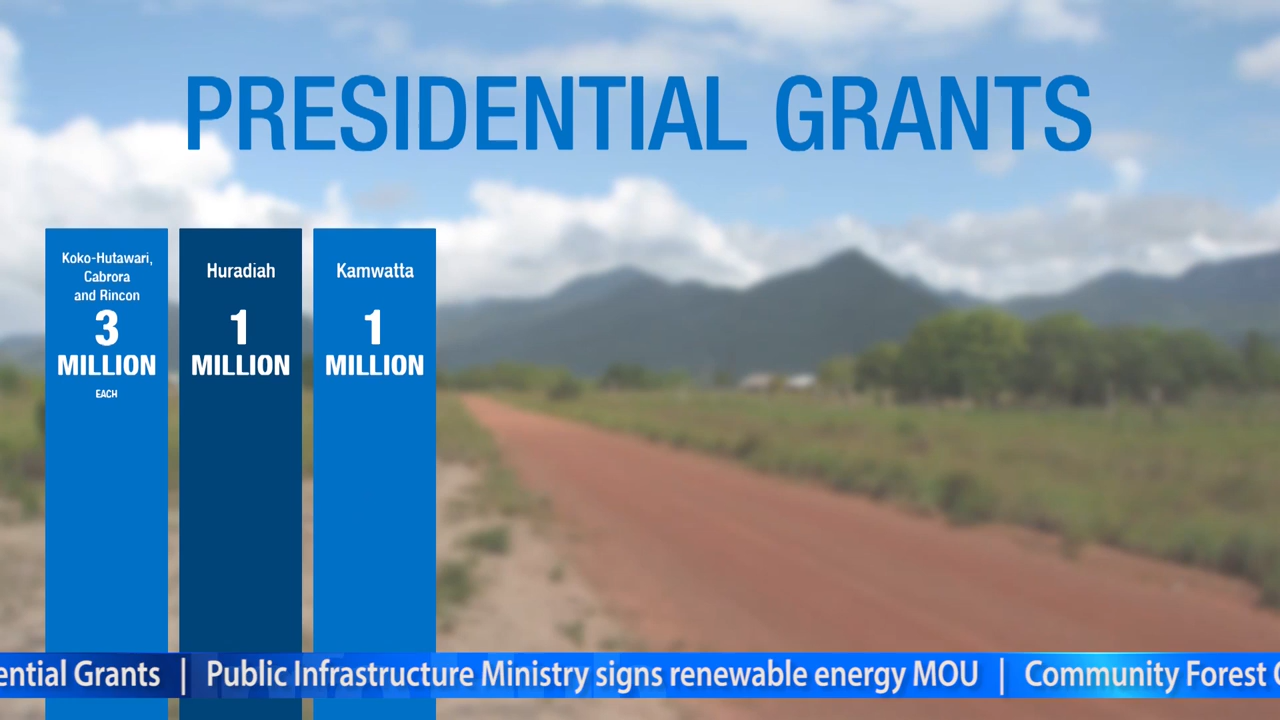 PRESIDENTIAL GRANTS
Koko-Hutawari,
Cabrora
and Rincon
3
MILLION
EACH
Huradiah
1
MILLION
Kamwatta
1
MILLION
ential Grants | Public Infrastructure Ministry signs renewable energy MOU | Community Forest